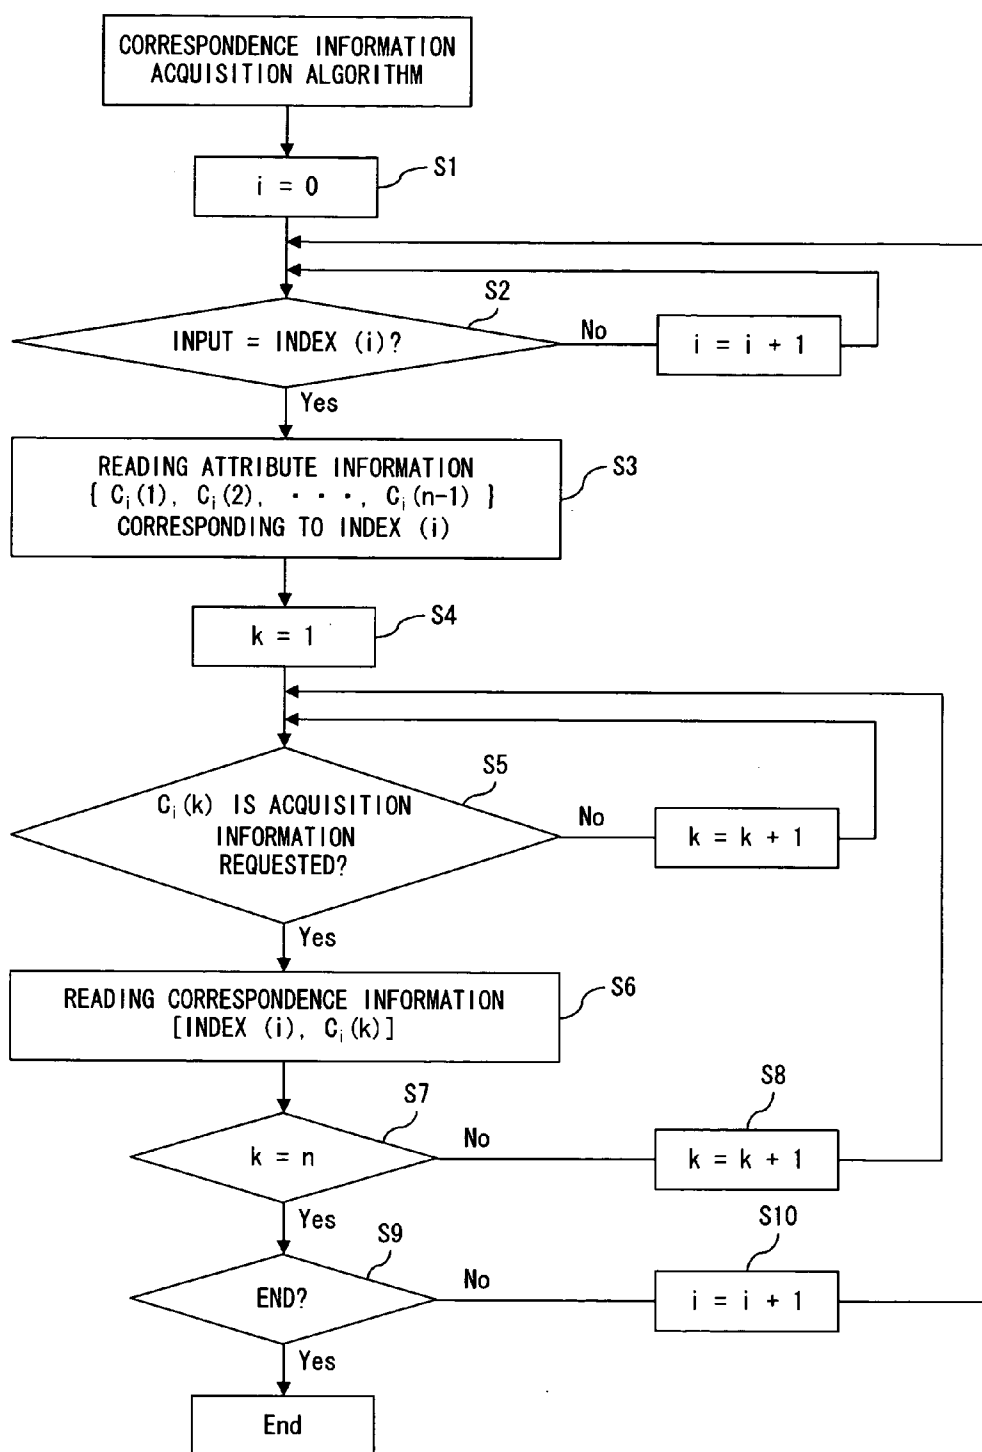 CORRESPONDENCE INFORMATION
ACQUISITION ALGORITHM
i = 0
S1
INPUT = INDEX (i)?
S2
No
i = i + 1
Yes
READING ATTRIBUTE INFORMATION
{ Cᵢ(1), Cᵢ(2), · · ·, Cᵢ(n-1) }
CORRESPONDING TO INDEX (i)
S3
k = 1
S4
Cᵢ(k) IS ACQUISITION
INFORMATION
REQUESTED?
S5
No
k = k + 1
Yes
READING CORRESPONDENCE INFORMATION
[INDEX (i), Cᵢ(k)]
S6
k = n
S7
No
k = k + 1
S8
Yes
END?
S9
No
i = i + 1
S10
Yes
End